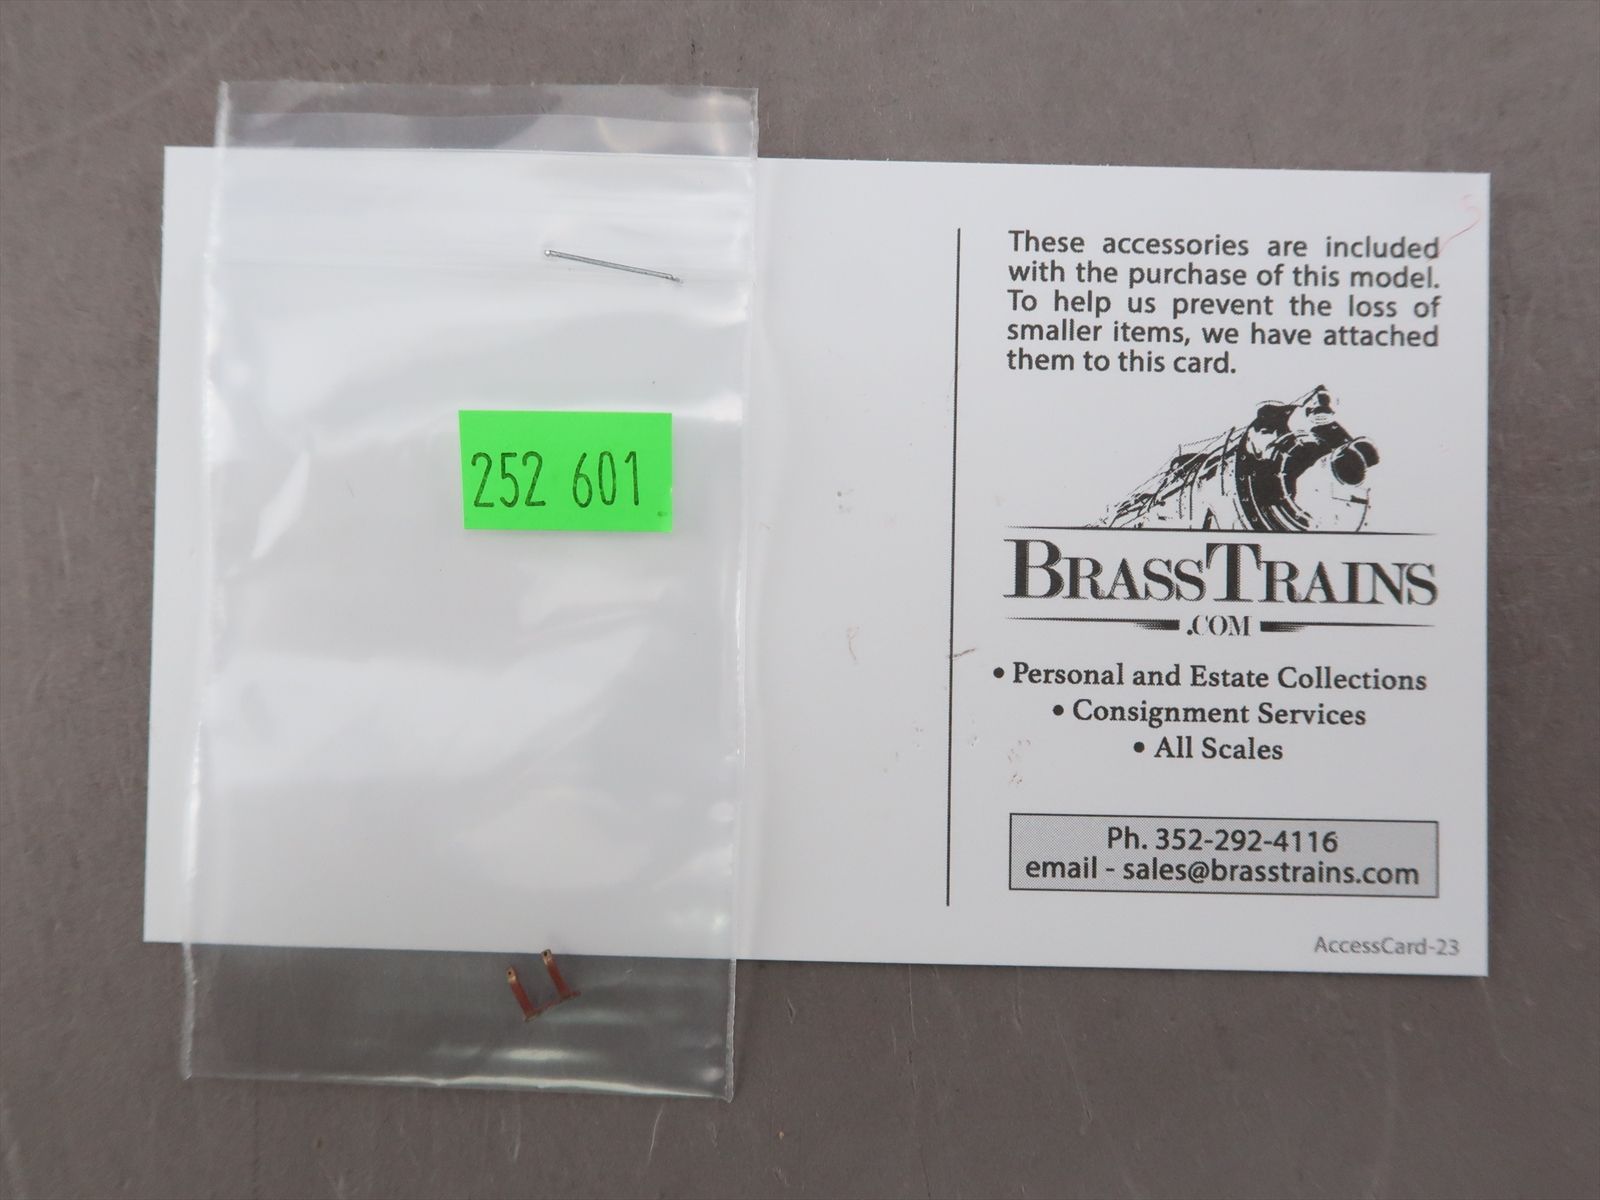 252 601
These accessories are included
with the purchase of this model.
To help us prevent the loss of
smaller items, we have attached
them to this card.
BRASSTRAINS
.COM
• Personal and Estate Collections
• Consignment Services
• All Scales
Ph. 352-292-4116
email - sales@brasstrains.com
AccessCard-23